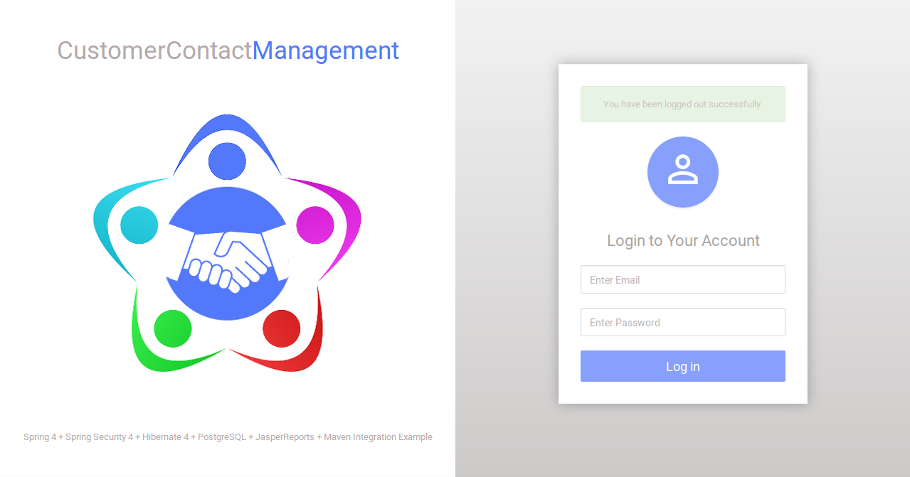 CustomerContactManagement
Spring 4 + Spring Security 4 + Hibernate 4 + PostgreSQL + JasperReports + Maven Integration Example
You have been logged out successfully.
Login to Your Account
Enter Email
Enter Password
Log in